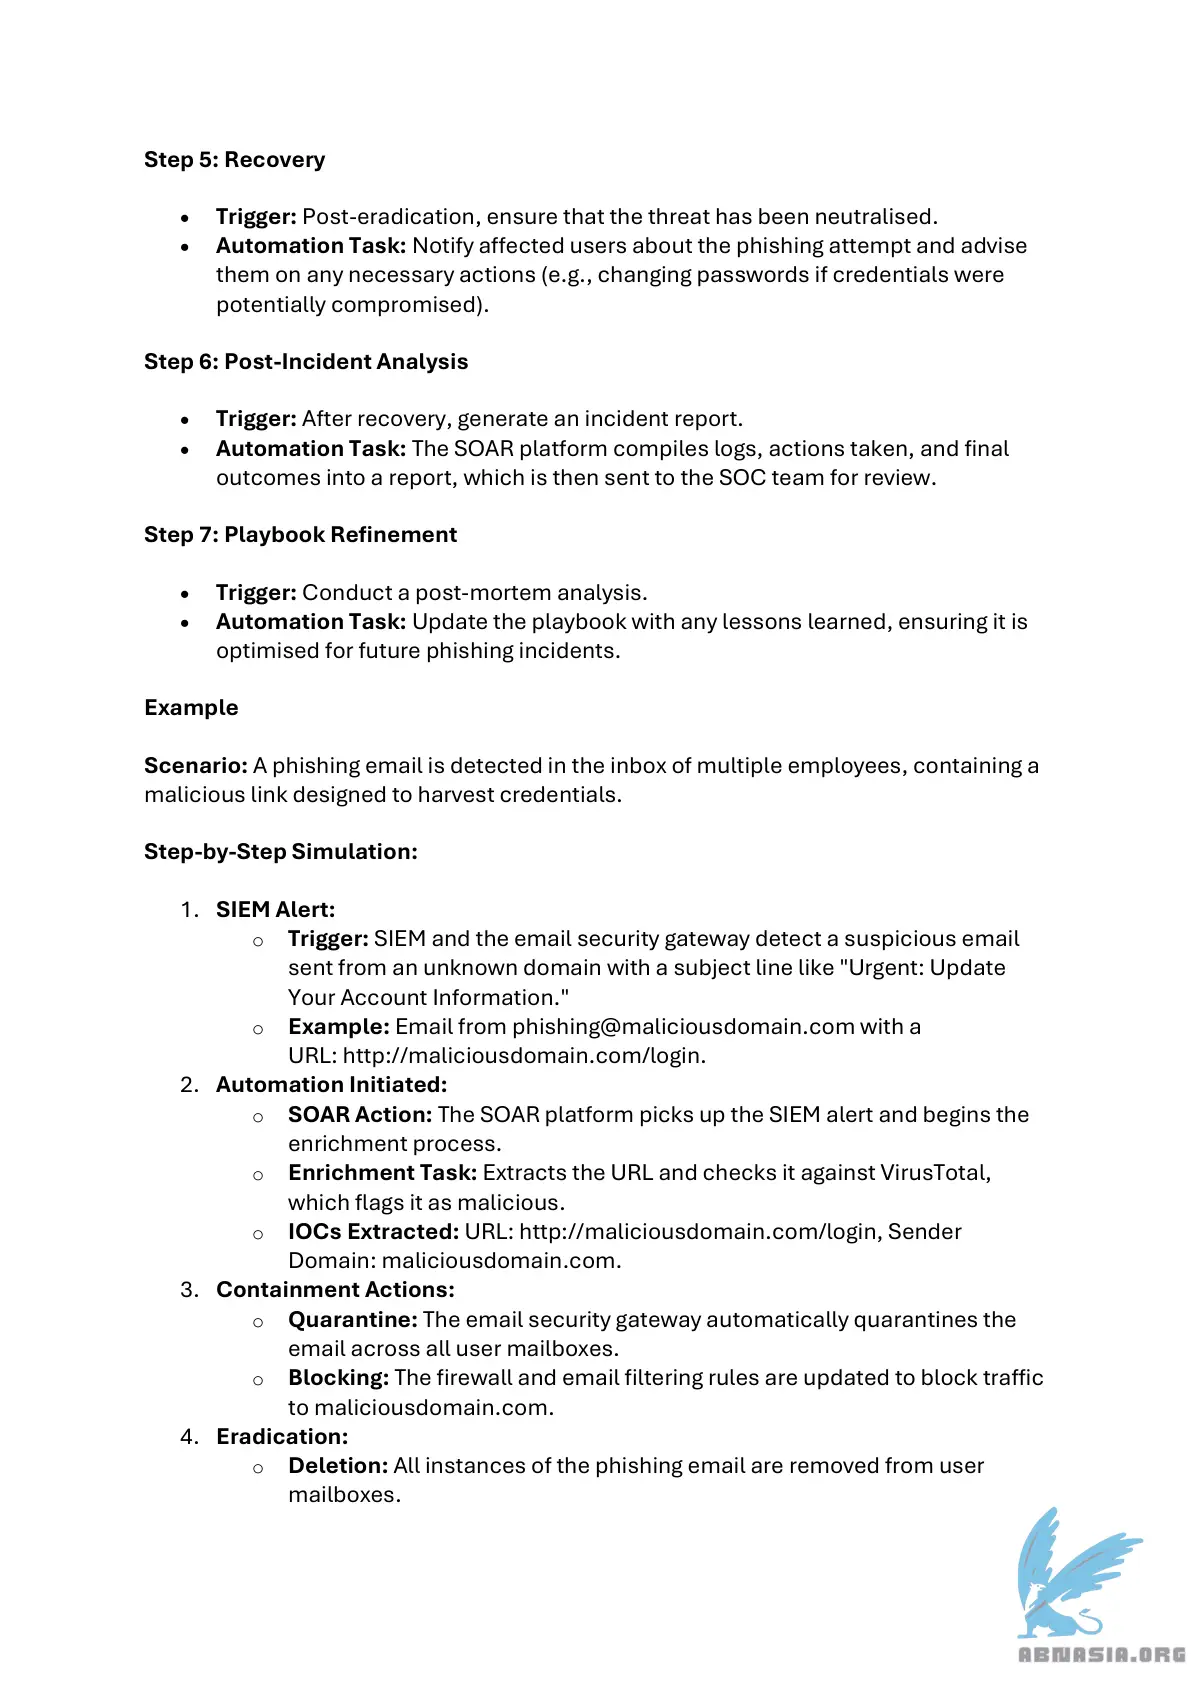 Step 5: Recovery
• Trigger: Post-eradication, ensure that the threat has been neutralised.
• Automation Task: Notify affected users about the phishing attempt and advise
them on any necessary actions (e.g., changing passwords if credentials were
potentially compromised).
Step 6: Post-Incident Analysis
• Trigger: After recovery, generate an incident report.
• Automation Task: The SOAR platform compiles logs, actions taken, and final
outcomes into a report, which is then sent to the SOC team for review.
Step 7: Playbook Refinement
• Trigger: Conduct a post-mortem analysis.
• Automation Task: Update the playbook with any lessons learned, ensuring it is
optimised for future phishing incidents.
Example
Scenario: A phishing email is detected in the inbox of multiple employees, containing a
malicious link designed to harvest credentials.
Step-by-Step Simulation:
1. SIEM Alert:
o Trigger: SIEM and the email security gateway detect a suspicious email
sent from an unknown domain with a subject line like "Urgent: Update
Your Account Information."
o Example: Email from phishing@maliciousdomain.com with a
URL: http://maliciousdomain.com/login.
2. Automation Initiated:
o SOAR Action: The SOAR platform picks up the SIEM alert and begins the
enrichment process.
o Enrichment Task: Extracts the URL and checks it against VirusTotal,
which flags it as malicious.
o IOCs Extracted: URL: http://maliciousdomain.com/login, Sender
Domain: maliciousdomain.com.
3. Containment Actions:
o Quarantine: The email security gateway automatically quarantines the
email across all user mailboxes.
o Blocking: The firewall and email filtering rules are updated to block traffic
to maliciousdomain.com.
4. Eradication:
o Deletion: All instances of the phishing email are removed from user
mailboxes.
ABNASIA.ORG